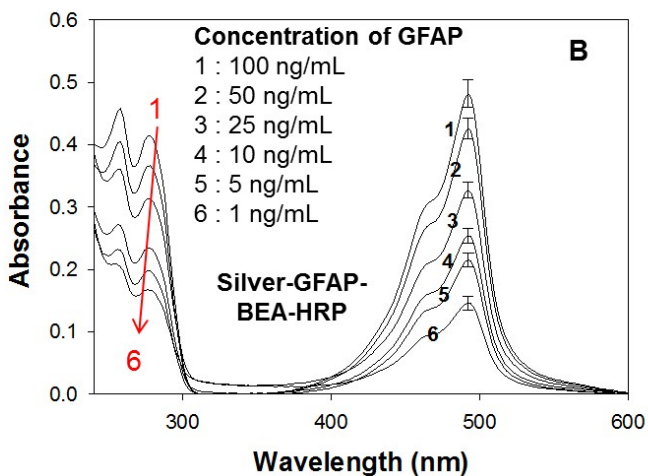 0.6
0.5
0.4
0.3
0.2
0.1
0.0
Absorbance
Concentration of GFAP
1 : 100 ng/mL
2 : 50 ng/mL
3 : 25 ng/mL
4 : 10 ng/mL
5 : 5 ng/mL
6 : 1 ng/mL
B
1
6
Silver-GFAP-
BEA-HRP
1
2
3
4
5
6
300
400
500
600
Wavelength (nm)